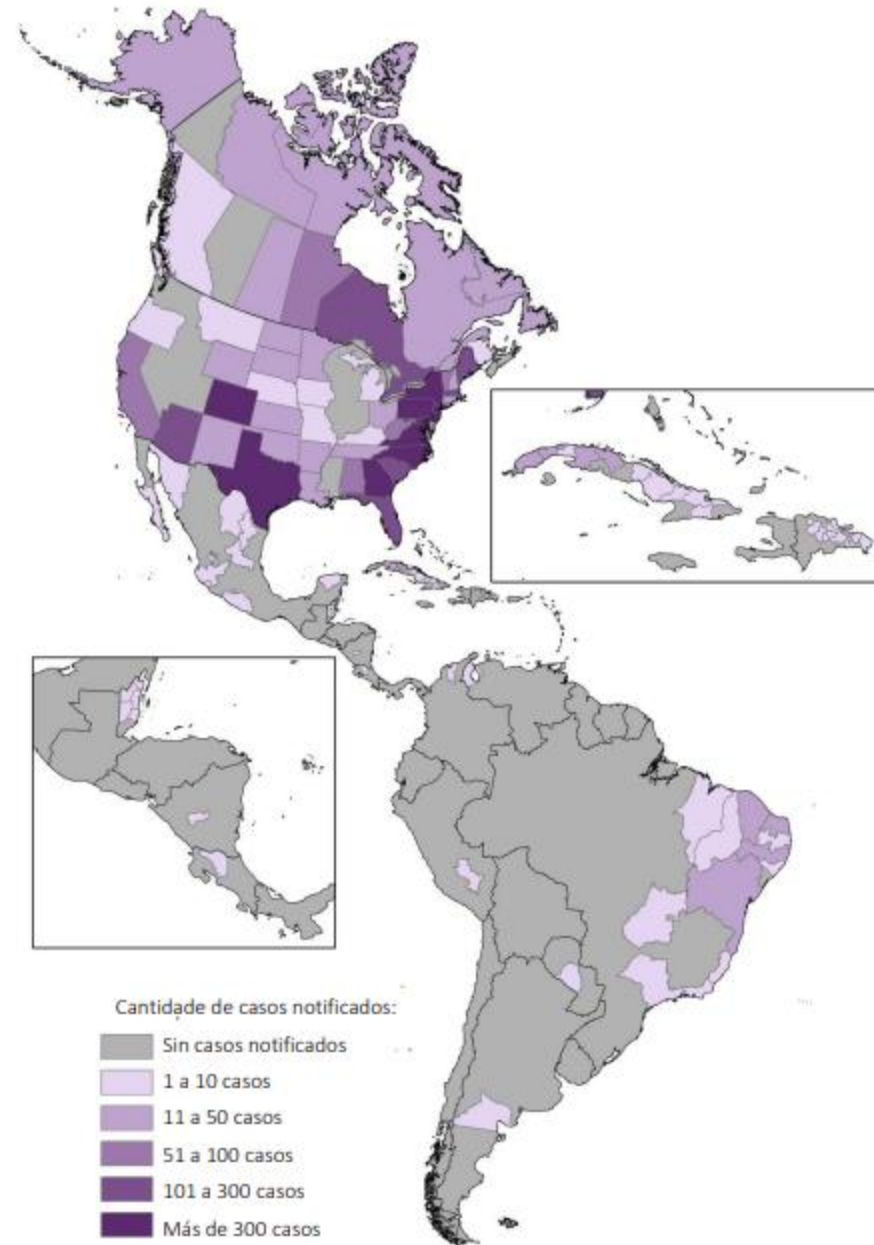 Cantidade de casos notificados:
Sin casos notificados
1 a 10 casos
11 a 50 casos
51 a 100 casos
101 a 300 casos
Más de 300 casos